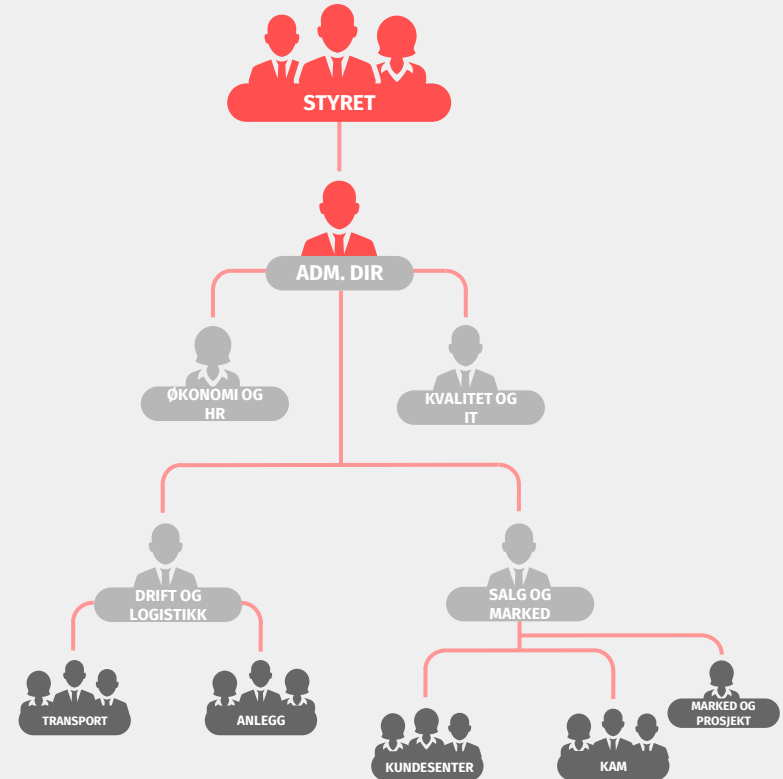 STYRET
ADM. DIR
ØKONOMI OG
HR
KVALITET OG
IT
DRIFT OG
LOGISTIKK
SALG OG
MARKED
TRANSPORT
ANLEGG
KUNDESENTER
KAM
MARKED OG
PROSJEKT